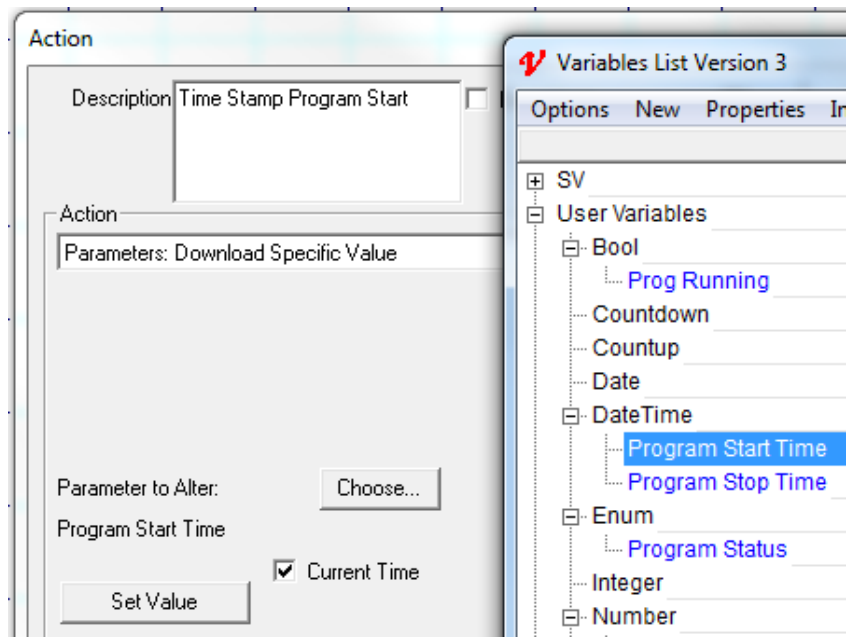 Action
Description
Time Stamp Program Start
Action
Parameters: Download Specific Value
Parameter to Alter:
Choose...
Program Start Time
Current Time
Set Value
Variables List Version 3
Options New Properties
SV
User Variables
Bool
Prog Running
Countdown
Countup
Date
DateTime
Program Start Time
Program Stop Time
Enum
Program Status
Integer
Number